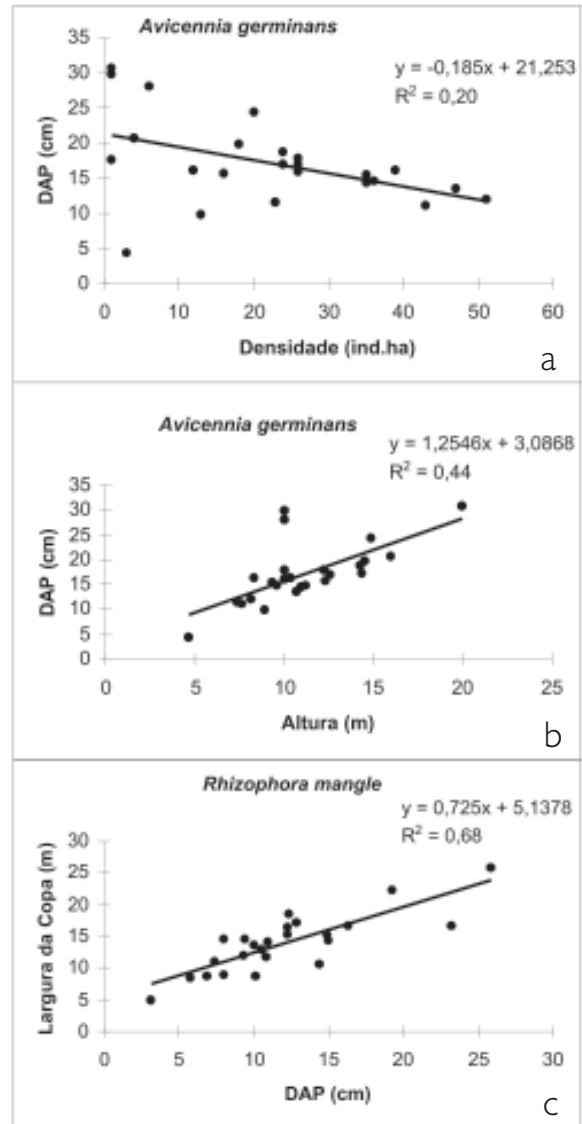 Avicennia germinans
y = -0,185x + 21,253
R² = 0,20
DAP (cm)
35
30
25
20
15
10
5
0
0 10 20 30 40 50 60
Densidade (ind.ha)
a
Avicennia germinans
y = 1,2546x + 3,0868
R² = 0,44
DAP (cm)
35
30
25
20
15
10
5
0
0 5 10 15 20 25
Altura (m)
b
Rhizophora mangle
y = 0,725x + 5,1378
R² = 0,68
Largura da Copa (m)
30
25
20
15
10
5
0
0 5 10 15 20 25 30
DAP (cm)
c